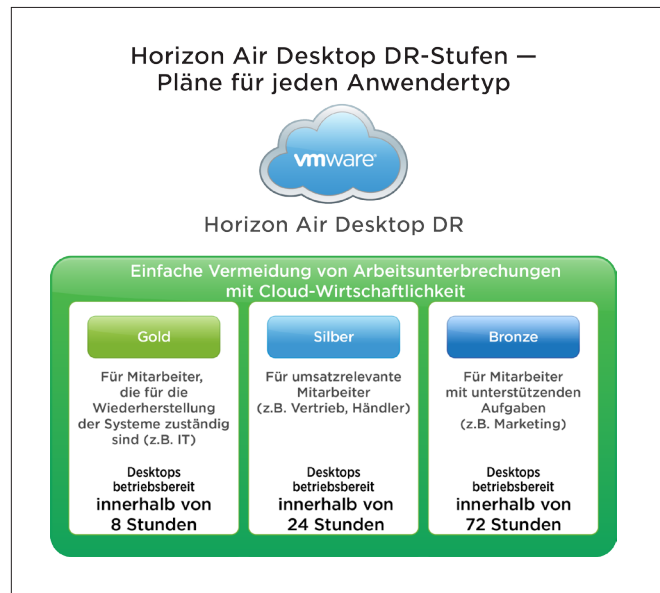 Horizon Air Desktop DR-Stufen —
Pläne für jeden Anwendertyp
vmware®
Horizon Air Desktop DR
Einfache Vermeidung von Arbeitsunterbrechungen
mit Cloud-Wirtschaftlichkeit
Gold
Für Mitarbeiter,
die für die
Wiederherstellung
der Systeme zuständig
sind (z.B. IT)
Desktops
betriebsbereit
innerhalb von
8 Stunden
Silber
Für umsatzrelevante
Mitarbeiter
(z.B. Vertrieb, Händler)
Desktops
betriebsbereit
innerhalb von
24 Stunden
Bronze
Für Mitarbeiter
mit unterstützenden
Aufgaben
(z.B. Marketing)
Desktops
betriebsbereit
innerhalb von
72 Stunden